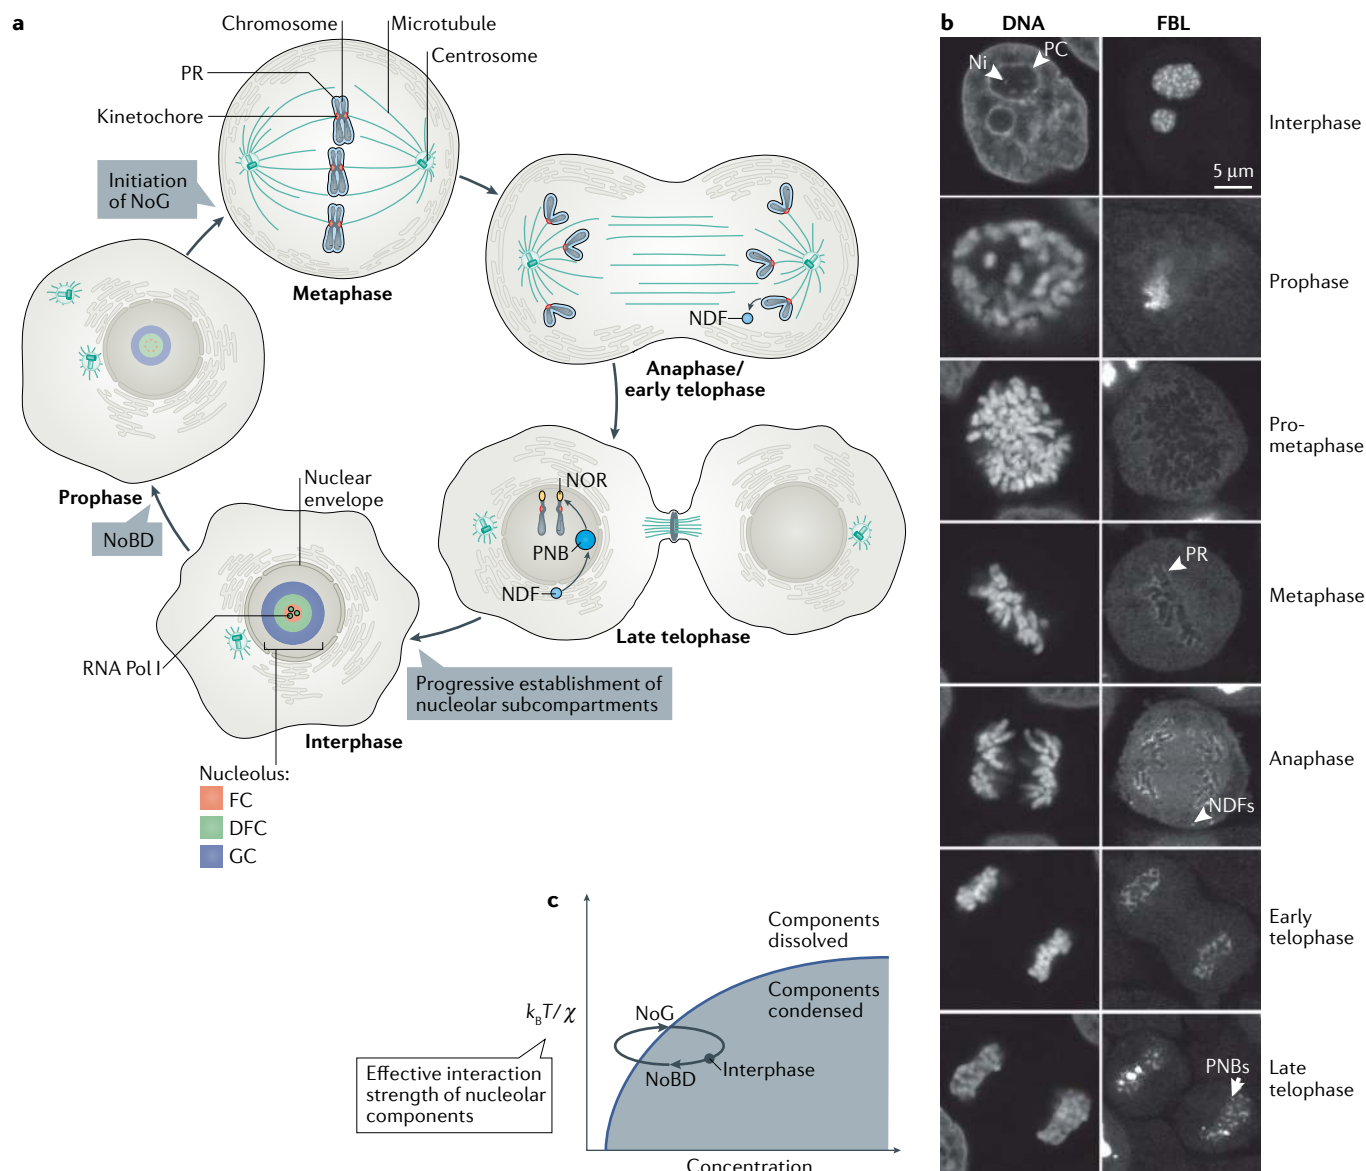 a
Chromosome
Microtubule
Centrosome
PR
Kinetochore
Initiation
of NoG
Metaphase
NDF
Anaphase/
early telophase
Prophase
NoBD
Nuclear
envelope
NOR
PNB
NDF
Late telophase
RNA Pol I
Progressive establishment of
nucleolar subcompartments
Interphase
Nucleolus:
FC
DFC
GC
b
DNA
FBL
Ni
PC
Interphase
5 µm
Prophase
Pro-
metaphase
PR
Metaphase
Anaphase
NDFs
Early
telophase
PNBs
Late
telophase
c
Components
dissolved
Components
condensed
kBT/χ
NoG
NoBD
Interphase
Effective interaction
strength of nucleolar
components
Concentration